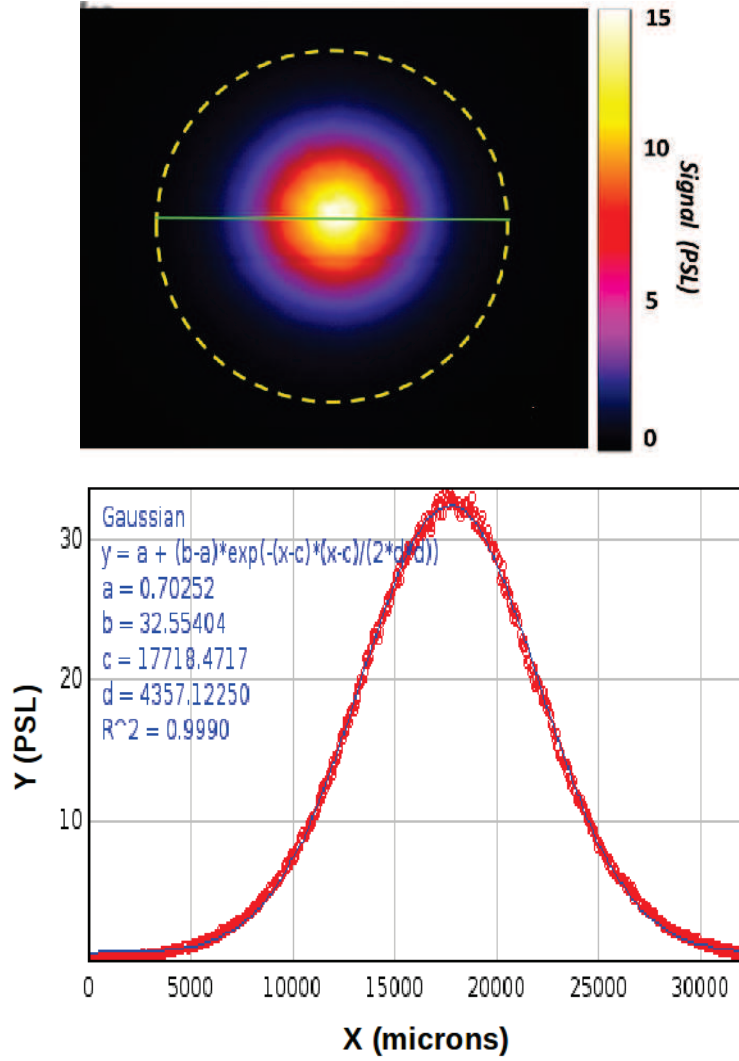 15
10
5
0
Signal (PSL)
Gaussian
y = a + (b-a)*exp(-(x-c)*(x-c)/(2*d*d))
a = 0.70252
b = 32.55404
c = 17718.4717
d = 4357.12250
R^2 = 0.9990
30
20
10
Y (PSL)
0 5000 10000 15000 20000 25000 30000
X (microns)